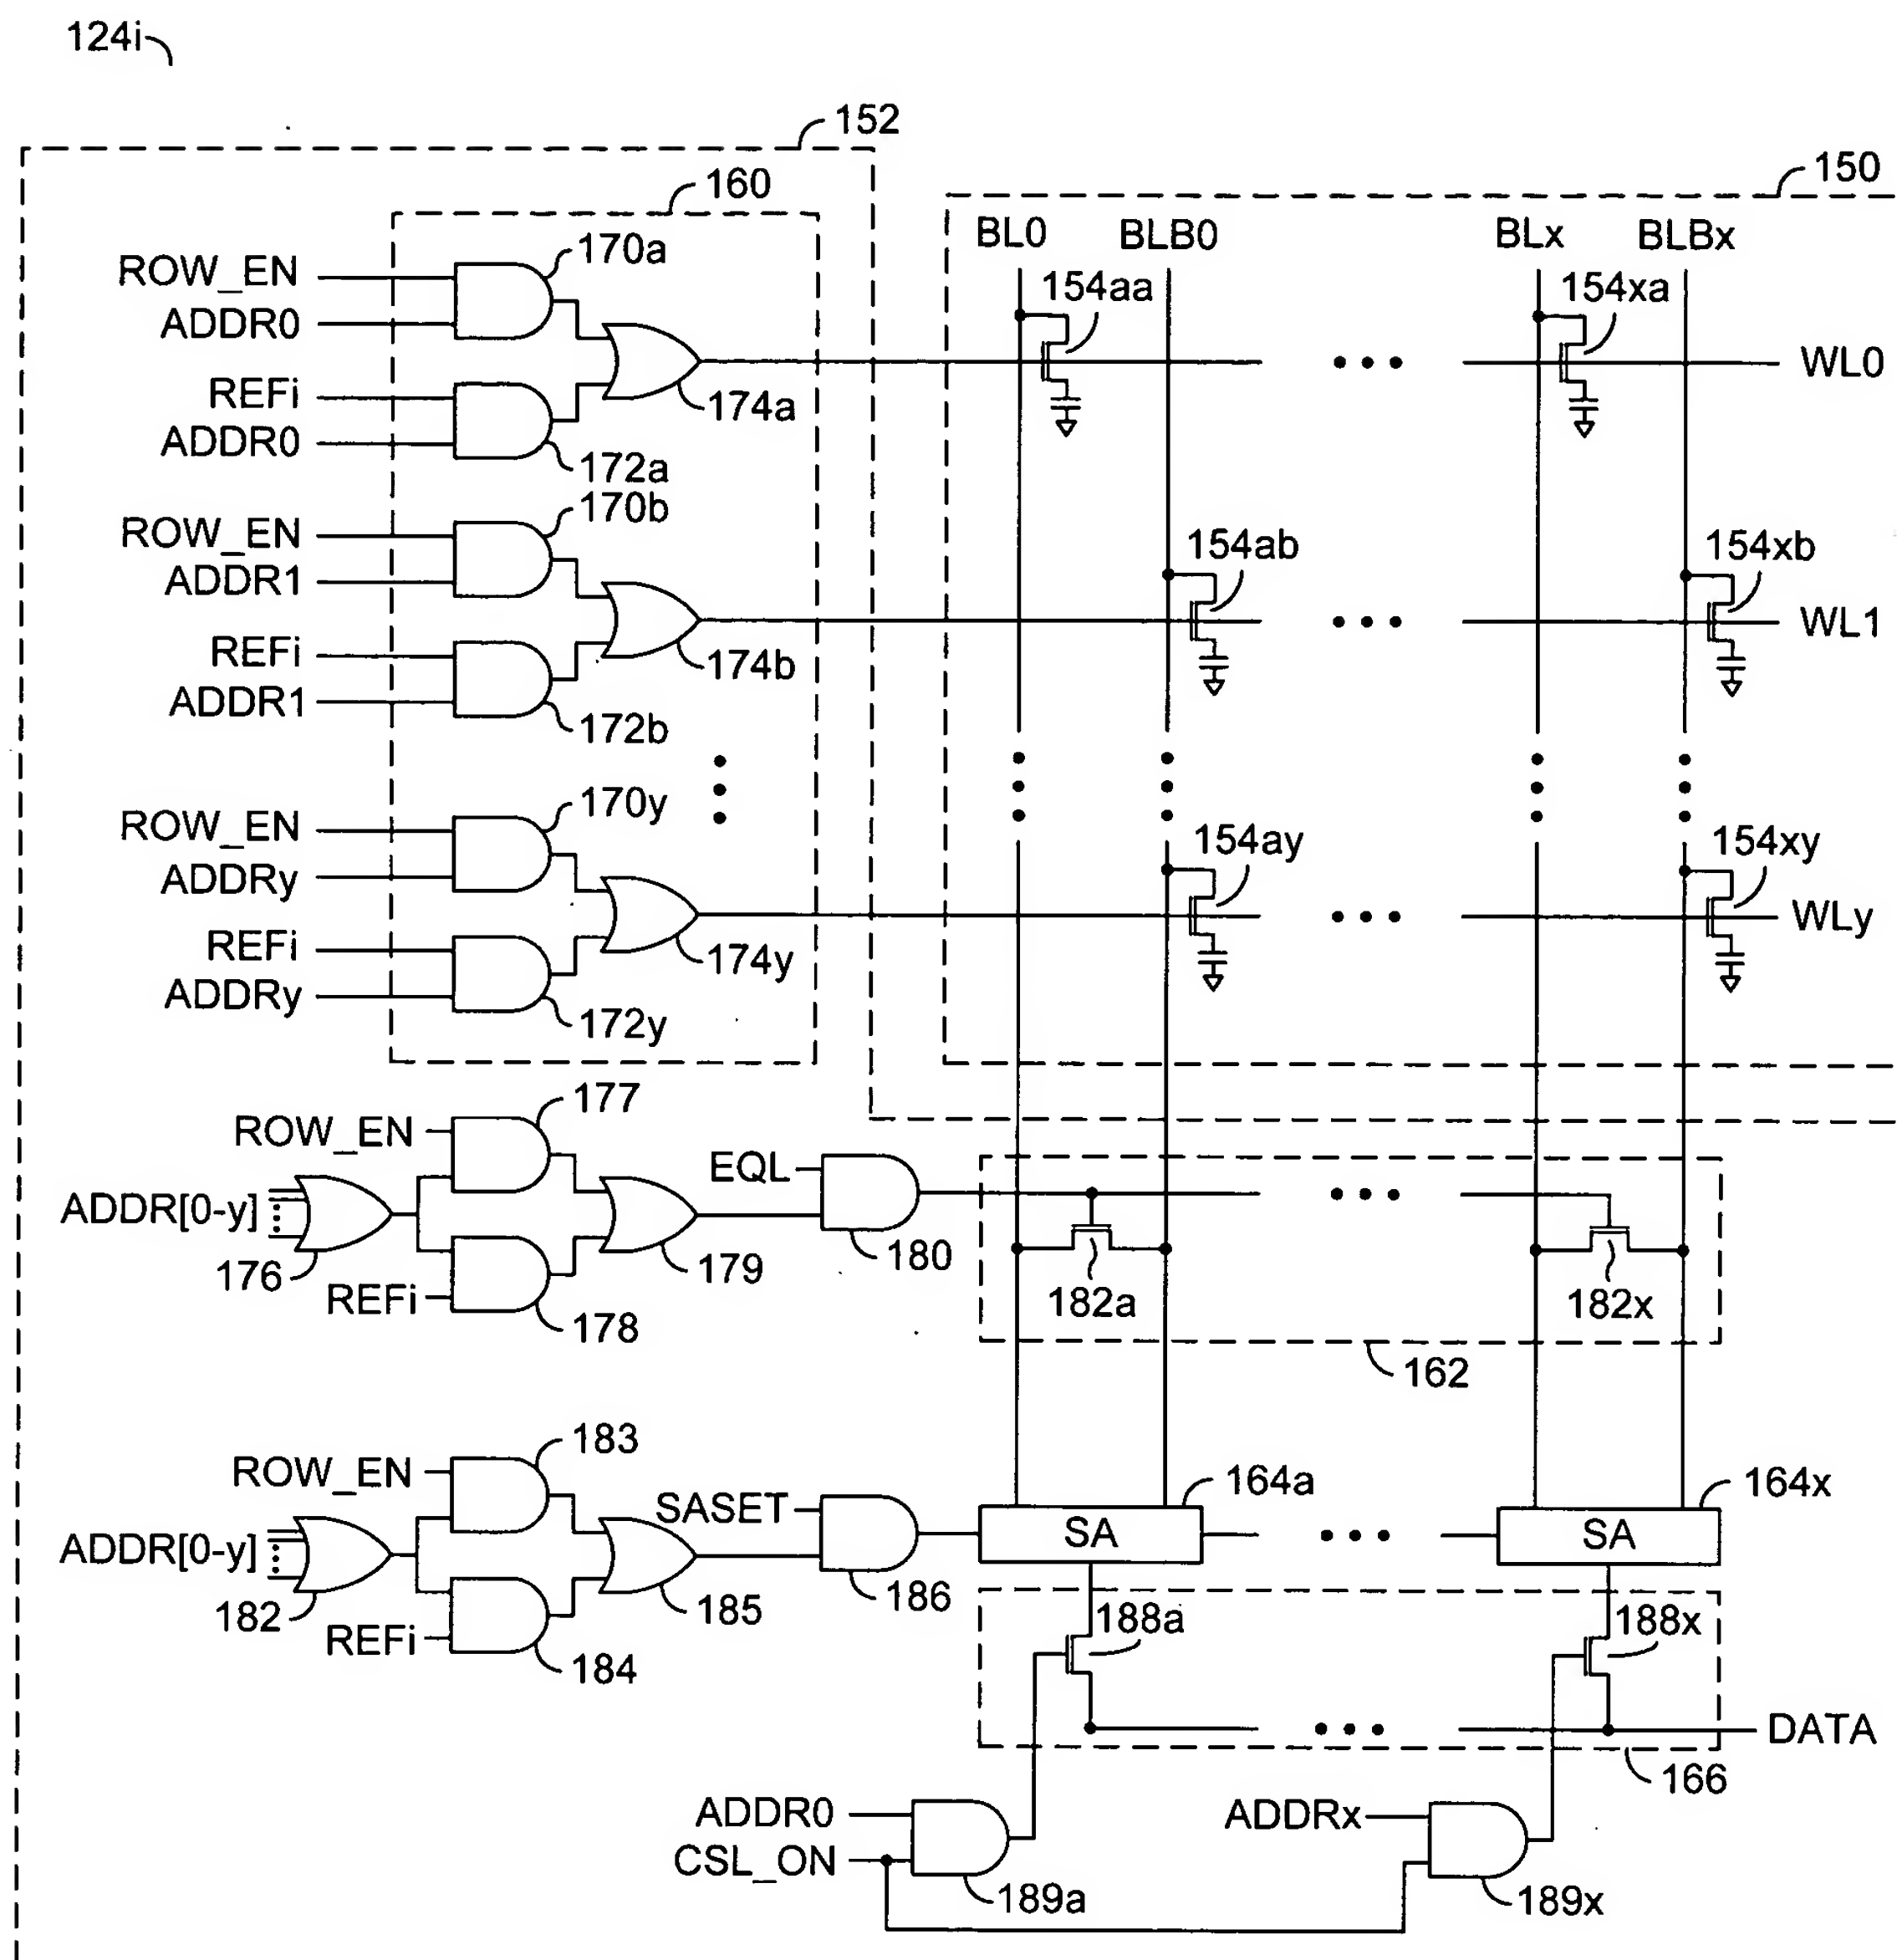 124i
152
160
150
BL0 BLB0 BLx BLBx
170a
ROW_EN
ADDR0
154aa
154xa
WL0
REFi
174a
ADDR0
172a
170b
ROW_EN
ADDR1
154ab
154xb
WL1
REFi
174b
ADDR1
172b
170y
ROW_EN
ADDRy
154ay
154xy
WLy
REFi
174y
ADDRy
172y
177
ROW_EN
EQL
ADDR[0-y]
176
179
180
REFi
178
182a
182x
162
183
ROW_EN
164a
164x
SASET
SA
SA
ADDR[0-y]
182
185
186
REFi
184
188a
188x
DATA
166
ADDR0
ADDRx
CSL_ON
189a
189x